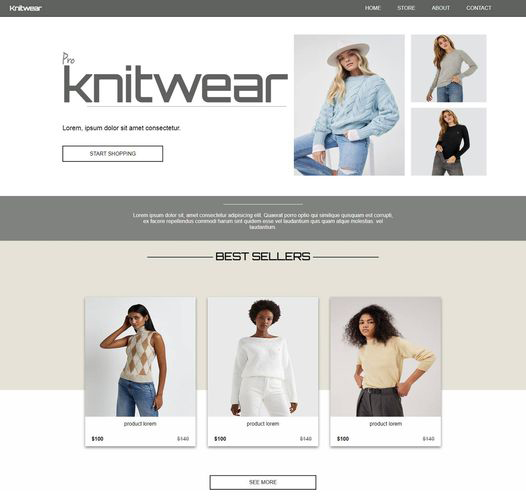 Knitwear
HOME STORE ABOUT CONTACT
Pro
knitwear
Lorem, ipsum dolor sit amet consectetur.
START SHOPPING
Lorem ipsum dolor sit, amet consectetur adipisicing elit. Quaerat porro optio qui similique quisquam est corrupti,
ex facere repellendus commodi harum sint quidem esse vel laudantium quis quam atque molestias. vel
laudantium.
BEST SELLERS
product lorem
$100 $140
product lorem
$100 $140
product lorem
$100 $140
SEE MORE